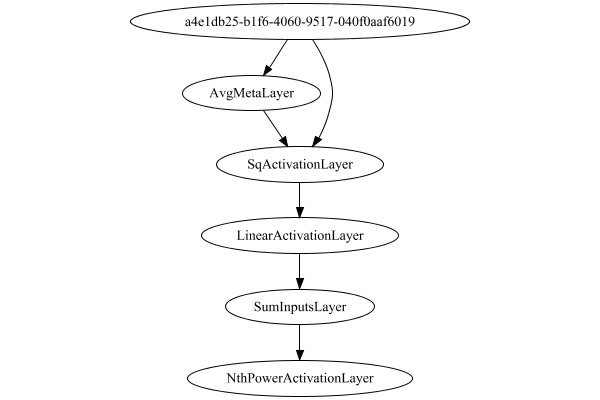 a4e1db25-b1f6-4060-9517-040f0aaf6019
AvgMetaLayer
SqActivationLayer
LinearActivationLayer
SumInputsLayer
NthPowerActivationLayer